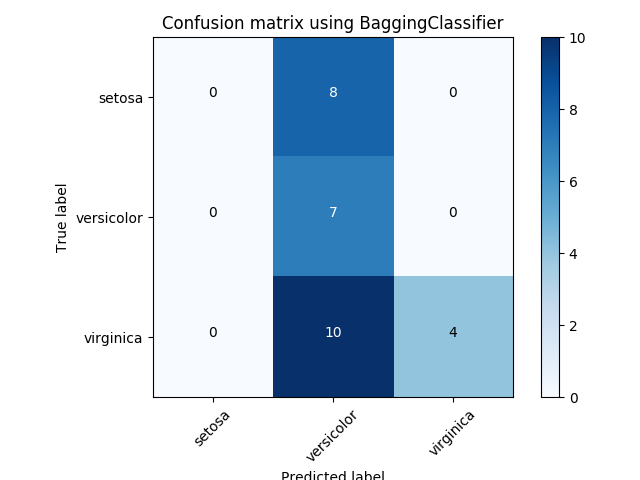 Confusion matrix using BaggingClassifier
True label
setosa 0 8 0
versicolor 0 7 0
virginica 0 10 4
setosa versicolor virginica
Predicted label
10
8
6
4
2
0